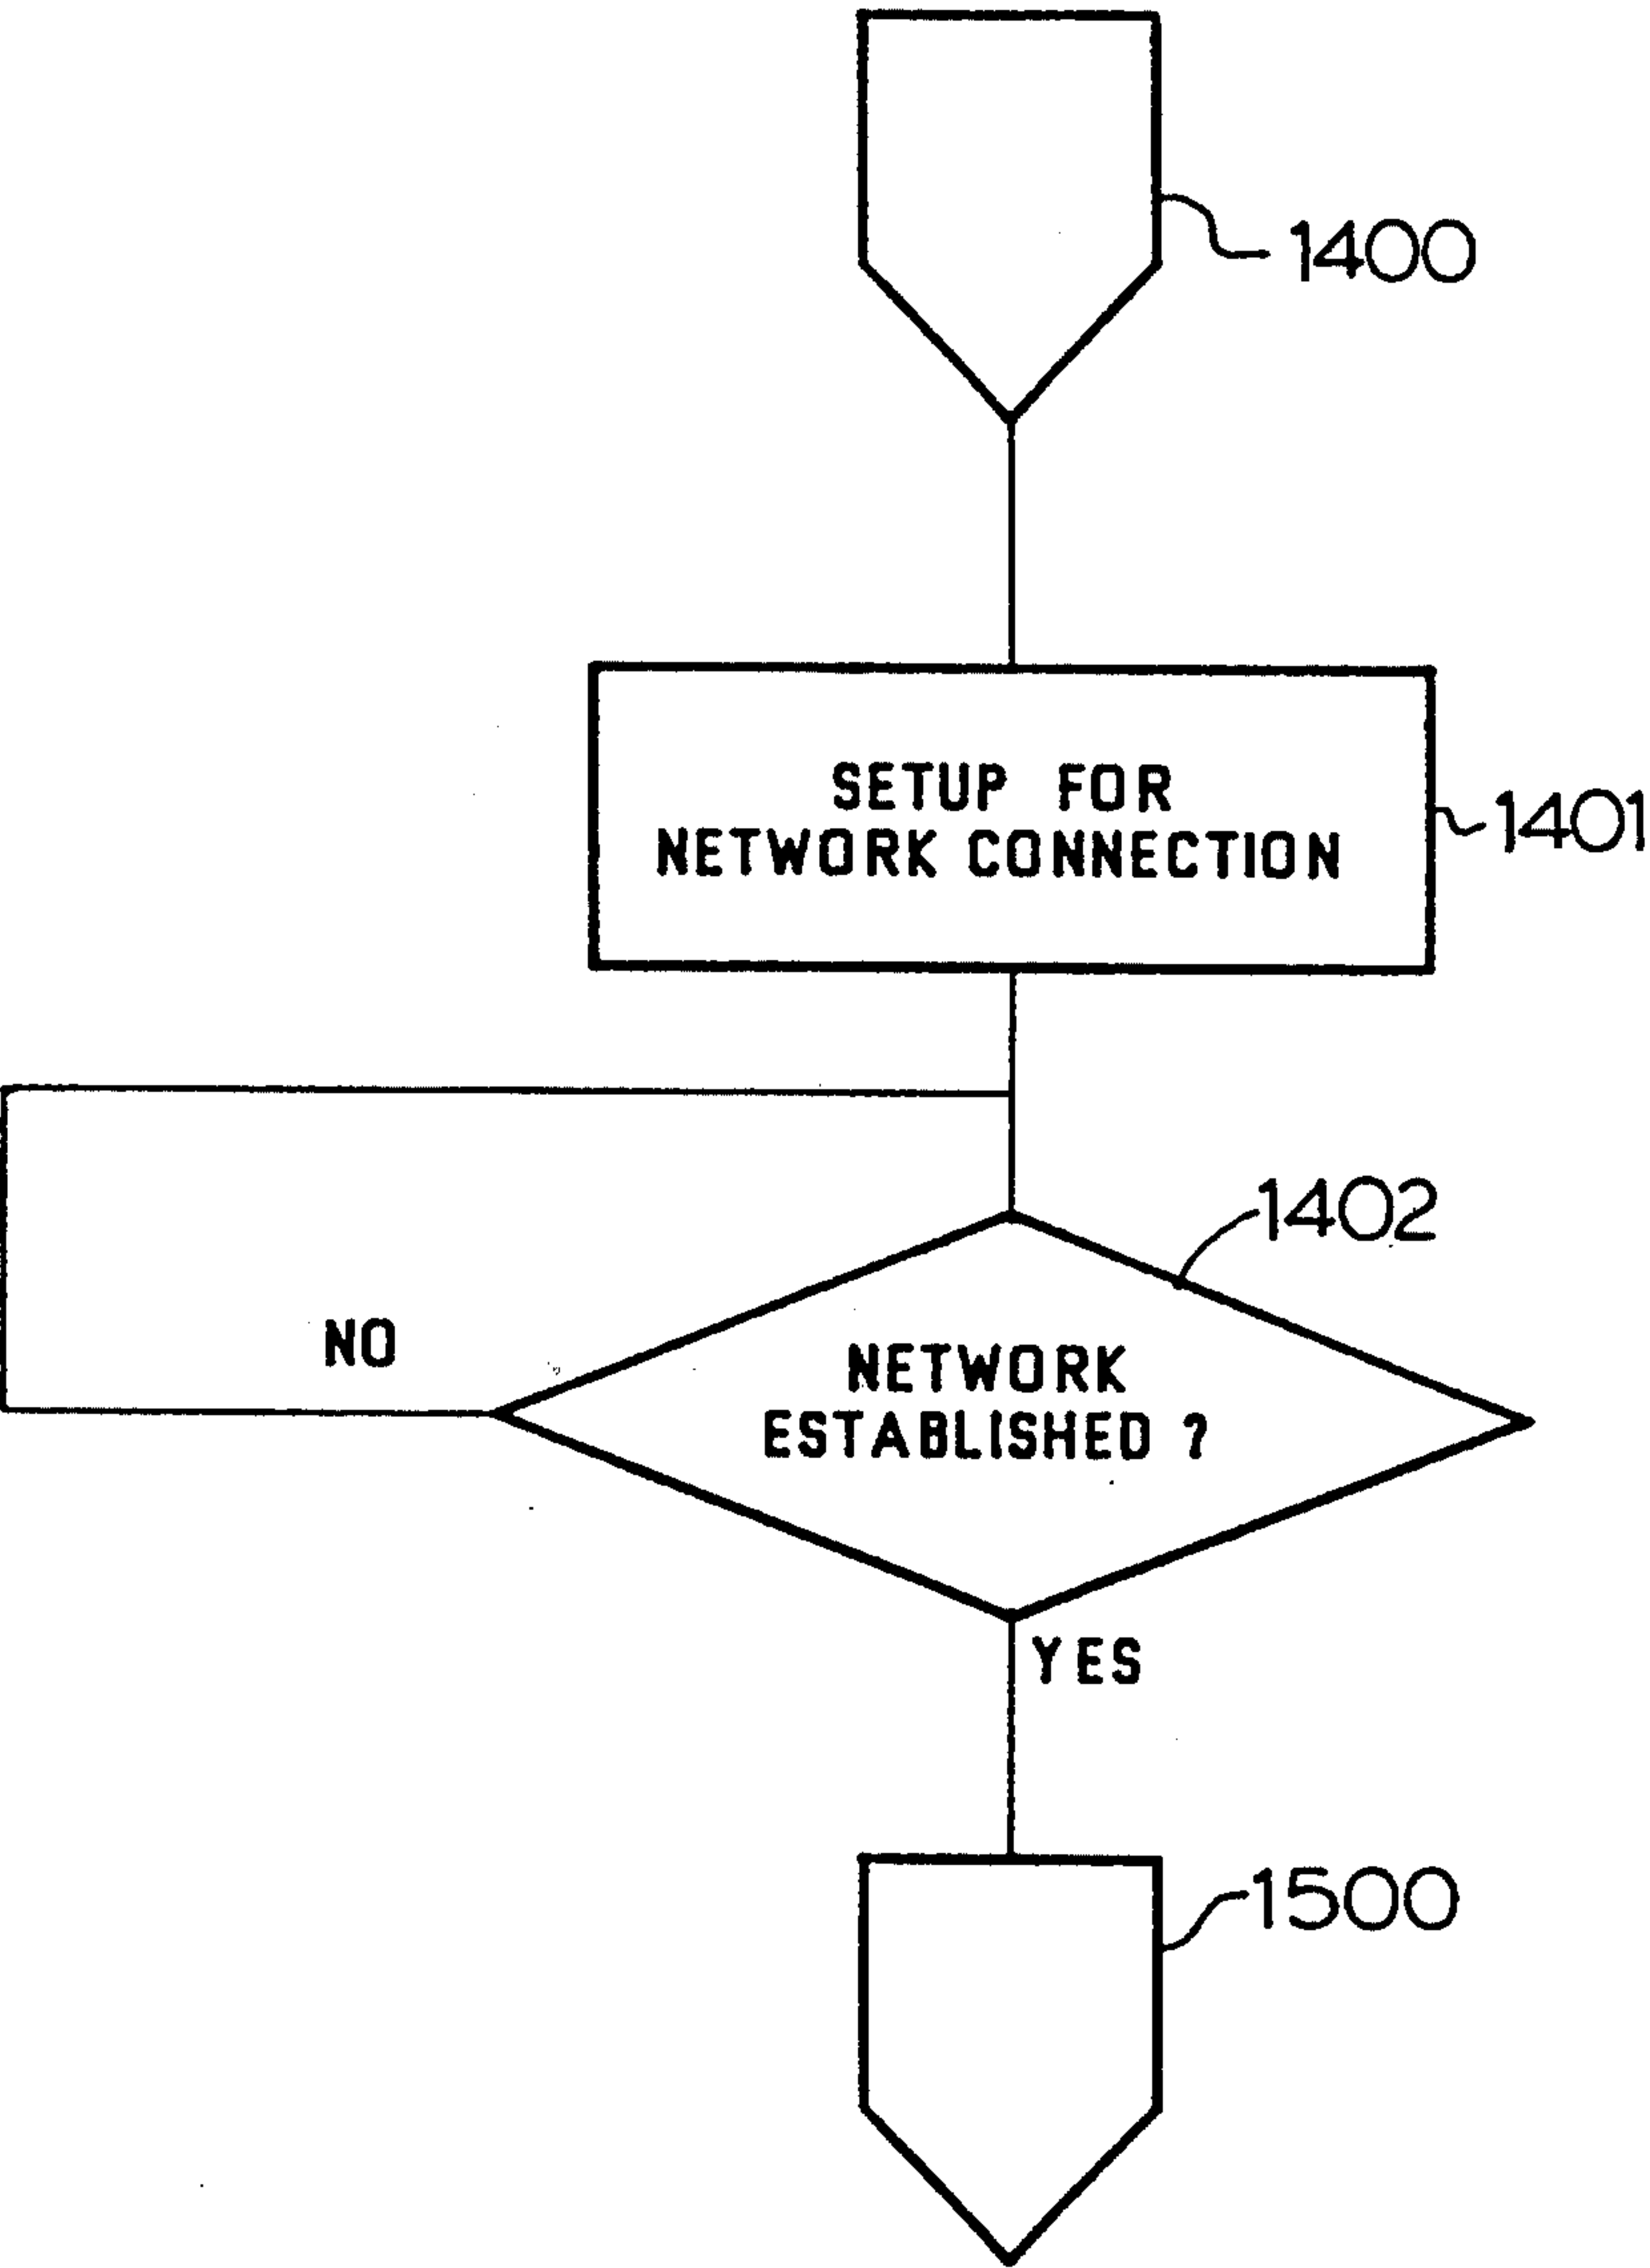 1400
SETUP FOR
NETWORK CONNECTION
1401
1402
NO
NETWORK
ESTABLISHED ?
YES
1500